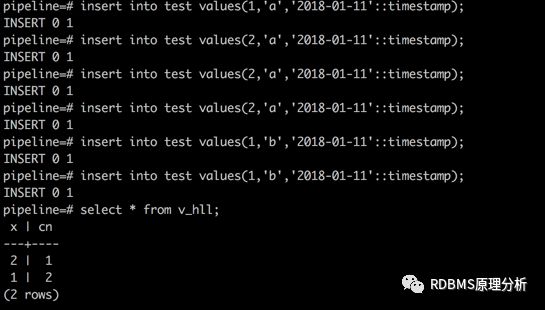 pipeline=# insert into test values(1,'a','2018-01-11'::timestamp);
INSERT 0 1
pipeline=# insert into test values(2,'a','2018-01-11'::timestamp);
INSERT 0 1
pipeline=# insert into test values(2,'a','2018-01-11'::timestamp);
INSERT 0 1
pipeline=# insert into test values(2,'a','2018-01-11'::timestamp);
INSERT 0 1
pipeline=# insert into test values(1,'b','2018-01-11'::timestamp);
INSERT 0 1
pipeline=# insert into test values(1,'b','2018-01-11'::timestamp);
INSERT 0 1
pipeline=# select * from v_hll;
 x | cn
---+----
 2 |  1
 1 |  2
(2 rows)
RDBMS原理分析